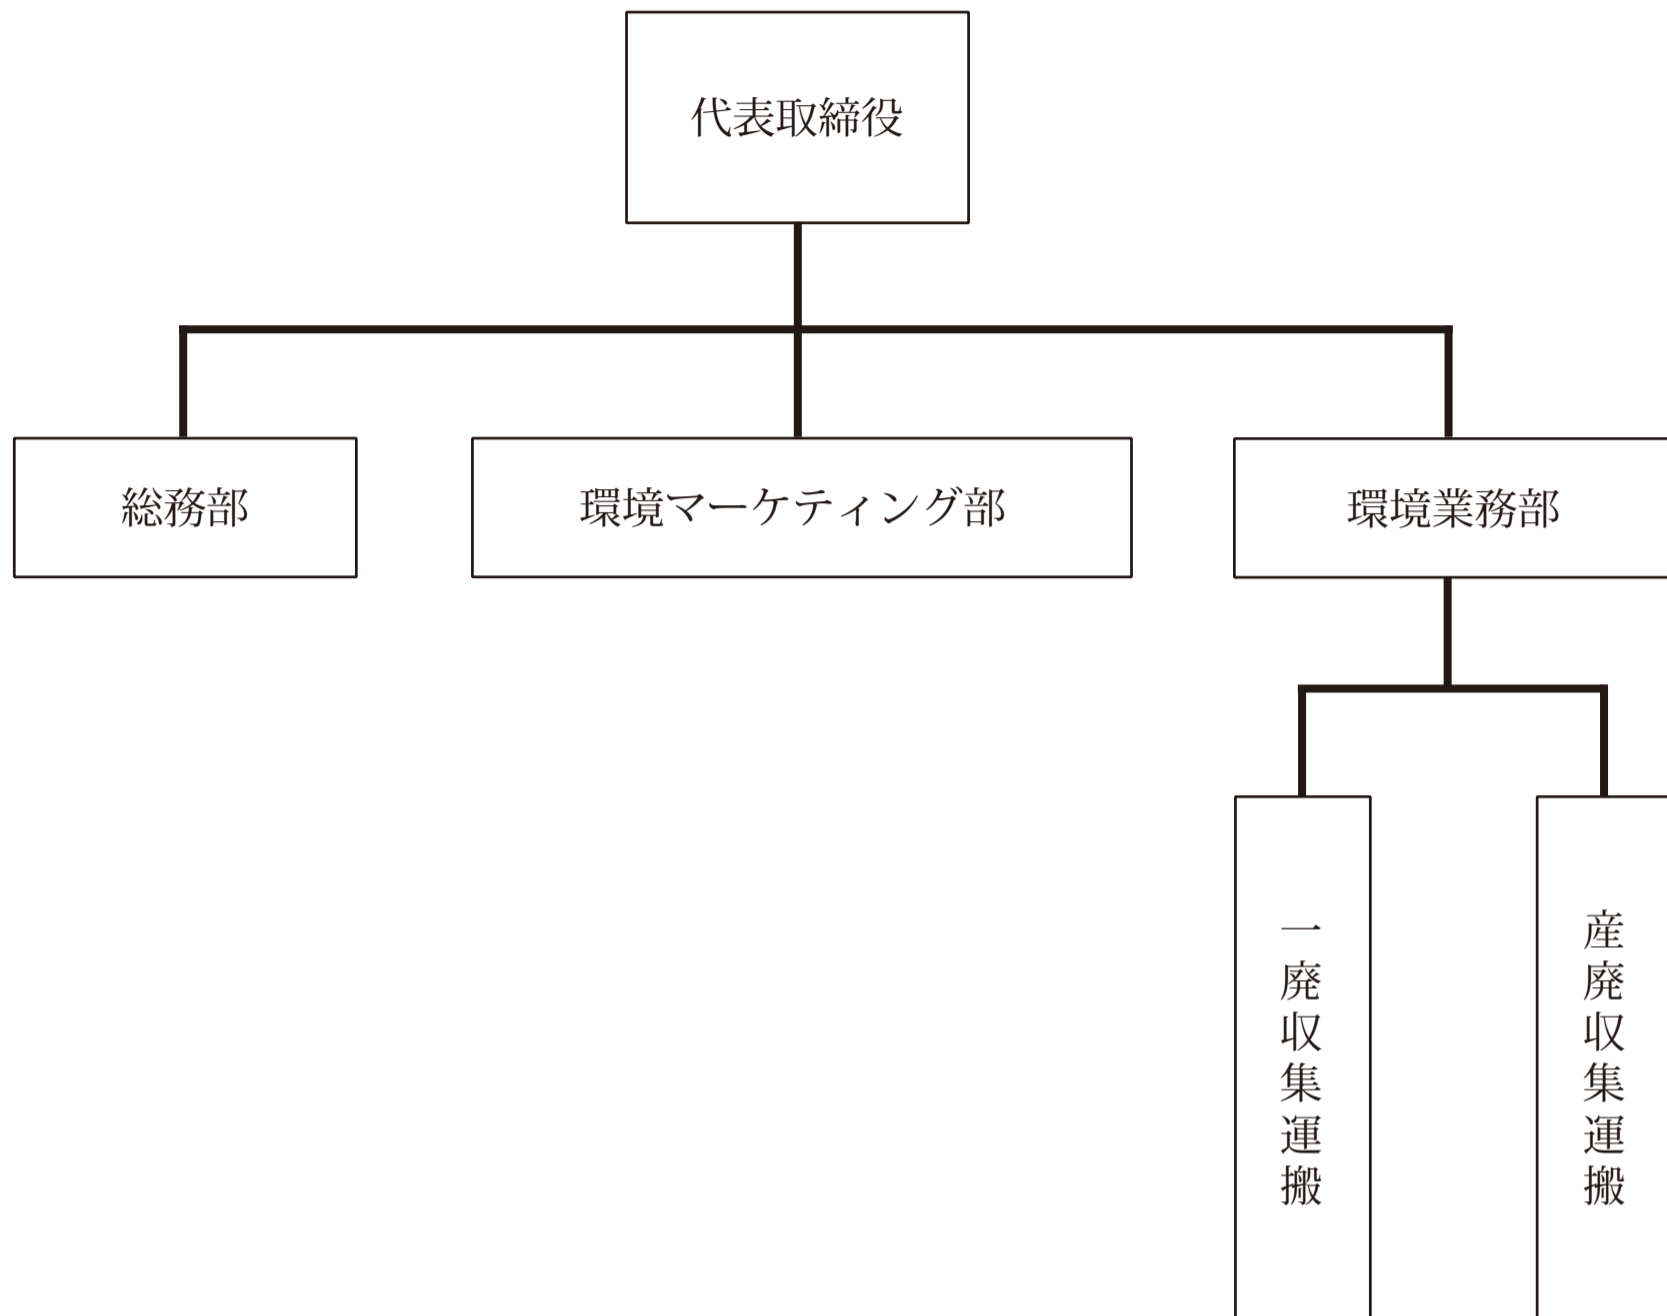 代表取締役
総務部
環境マーケティング部
環境業務部
一廃収集運搬
産廃収集運搬